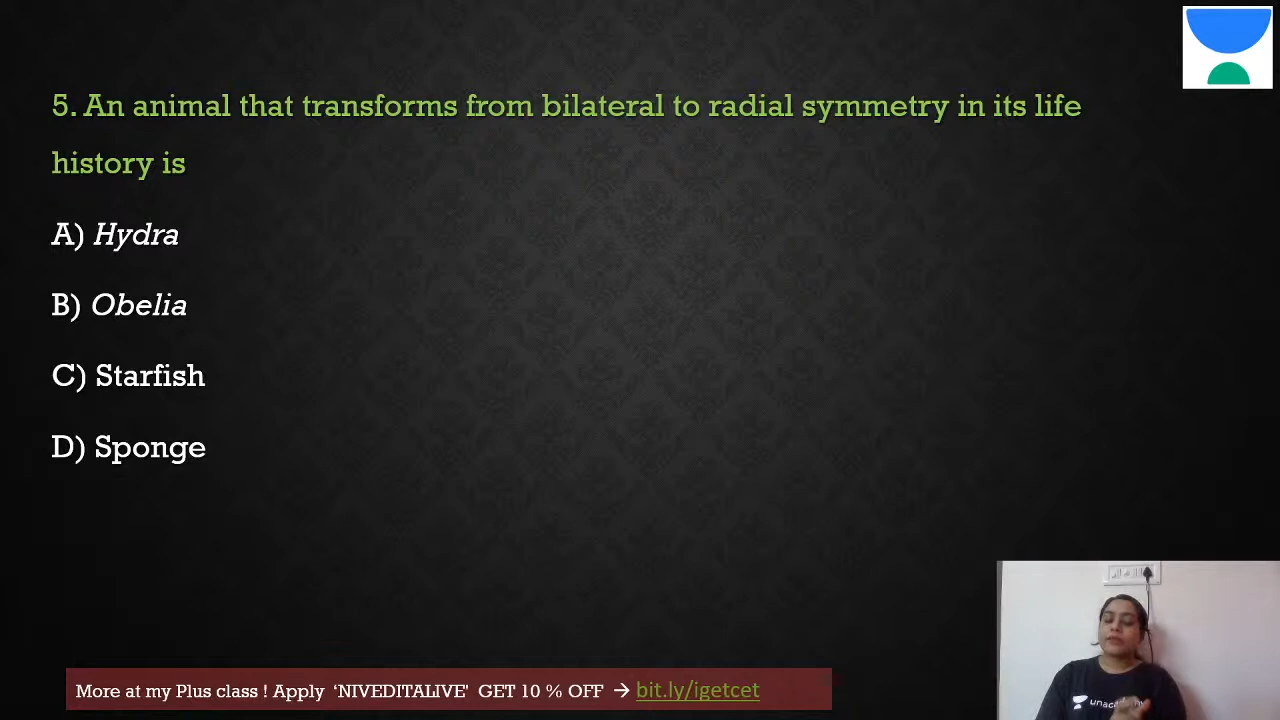 5. An animal that transforms from bilateral to radial symmetry in its life
history is
A) Hydra
B) Obelia
C) Starfish
D) Sponge
More at my Plus class ! Apply ‘NIVEDITALIVE’ GET 10 % OFF → bit.ly/igetcet